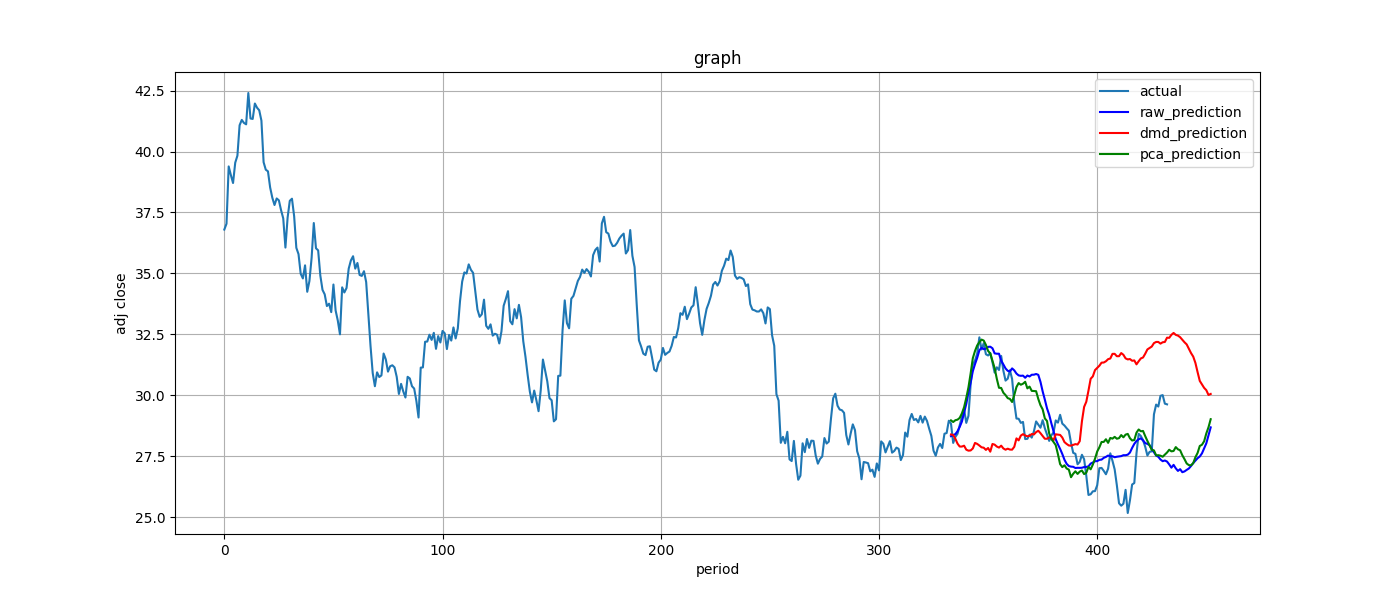 graph
42.5
40.0
37.5
35.0
32.5
30.0
27.5
25.0
adj close
0
100
200
300
400
period
actual
raw_prediction
dmd_prediction
pca_prediction